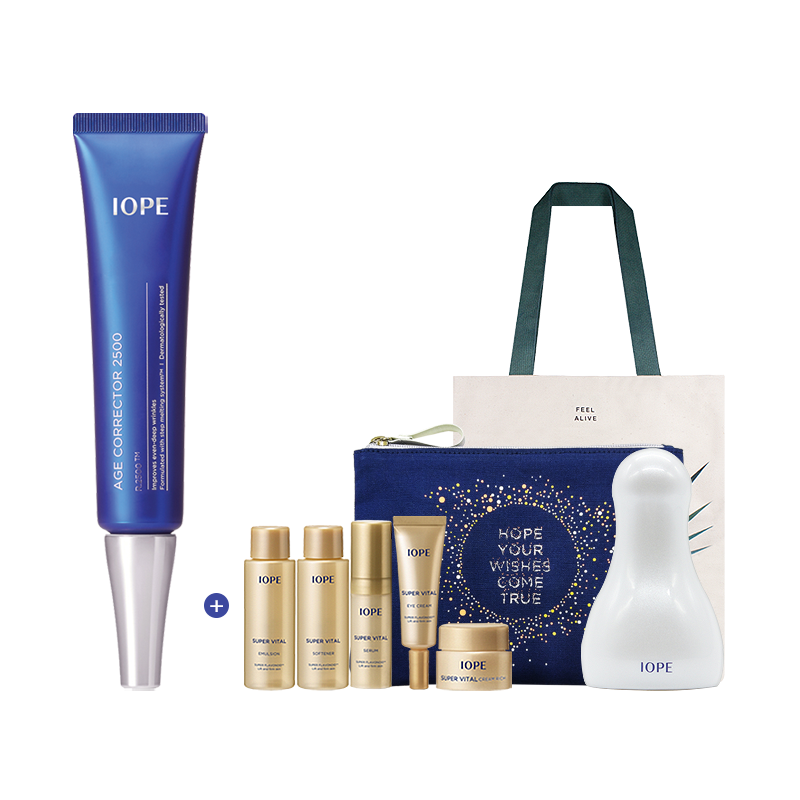 IOPE
AGE CORRECTOR 2500
R.2500 TM
Improves even-deep wrinkles
Formulated with step melting system™ | Dermatologically tested
+
FEEL
ALIVE
HOPE
YOUR
WISHES
COME
TRUE
IOPE
SUPER VITAL
EMULSION
IOPE
SUPER VITAL
SOFTENER
IOPE
SUPER VITAL
SERUM
IOPE
SUPER VITAL
EYE CREAM
IOPE
SUPER VITAL CREAM RICH
IOPE